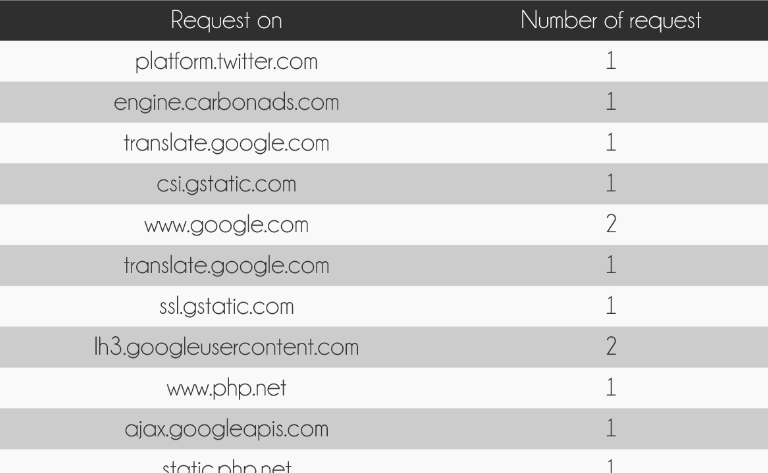 Request on Number of request
platform.twitter.com 1
engine.carbonads.com 1
translate.google.com 1
csi.gstatic.com 1
www.google.com 2
translate.google.com 1
ssl.gstatic.com 1
lh3.googleusercontent.com 2
www.php.net 1
ajax.googleapis.com 1
static.php.net 1